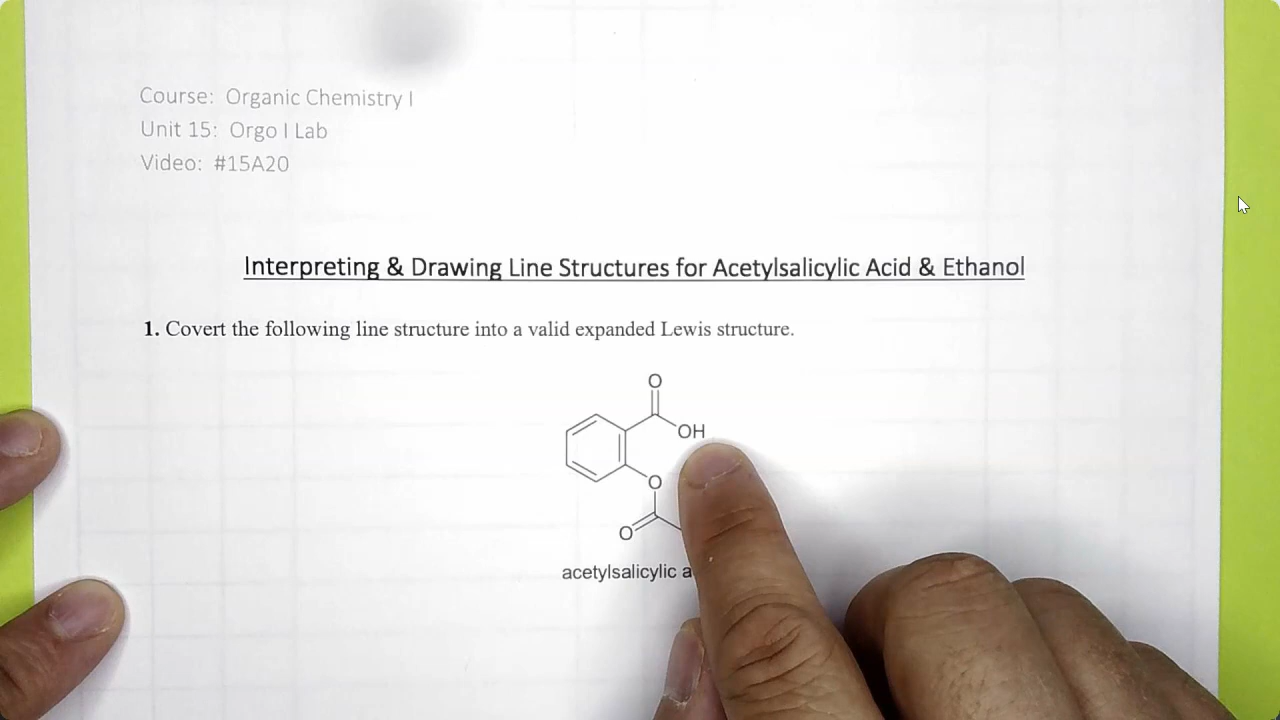 Course: Organic Chemistry I
Unit 15: Orgo I Lab
Video: #15A20
Interpreting & Drawing Line Structures for Acetylsalicylic Acid & Ethanol
1. Covert the following line structure into a valid expanded Lewis structure.
O
OH
O
O
acetylsalicylic a